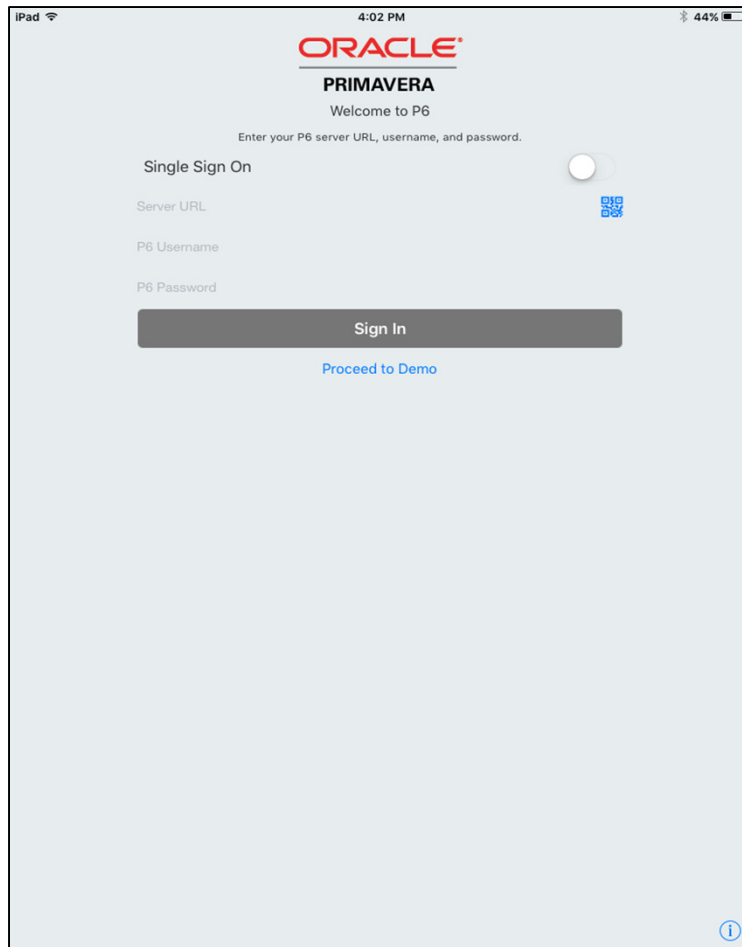 iPad 4:02 PM 44%
ORACLE®
PRIMAVERA
Welcome to P6
Enter your P6 server URL, username, and password.
Single Sign On
Server URL
P6 Username
P6 Password
Sign In
Proceed to Demo
i